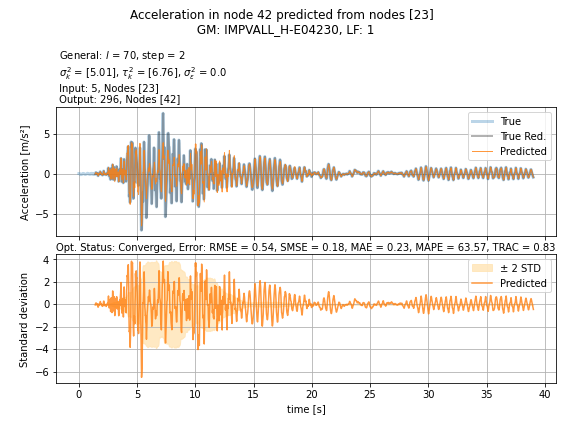 Acceleration in node 42 predicted from nodes [23]
GM: IMPVALL_H-E04230, LF: 1
General: l = 70, step = 2
σ²ₖ = [5.01], τ²ₖ = [6.76], σ²ε = 0.0
Input: 5, Nodes [23]
Output: 296, Nodes [42]
Acceleration [m/s²]
5
0
−5
True
True Red.
Predicted
Opt. Status: Converged, Error: RMSE = 0.54, SMSE = 0.18, MAE = 0.23, MAPE = 63.57, TRAC = 0.83
Standard deviation
4
2
0
−2
−4
−6
± 2 STD
Predicted
0 5 10 15 20 25 30 35 40
time [s]